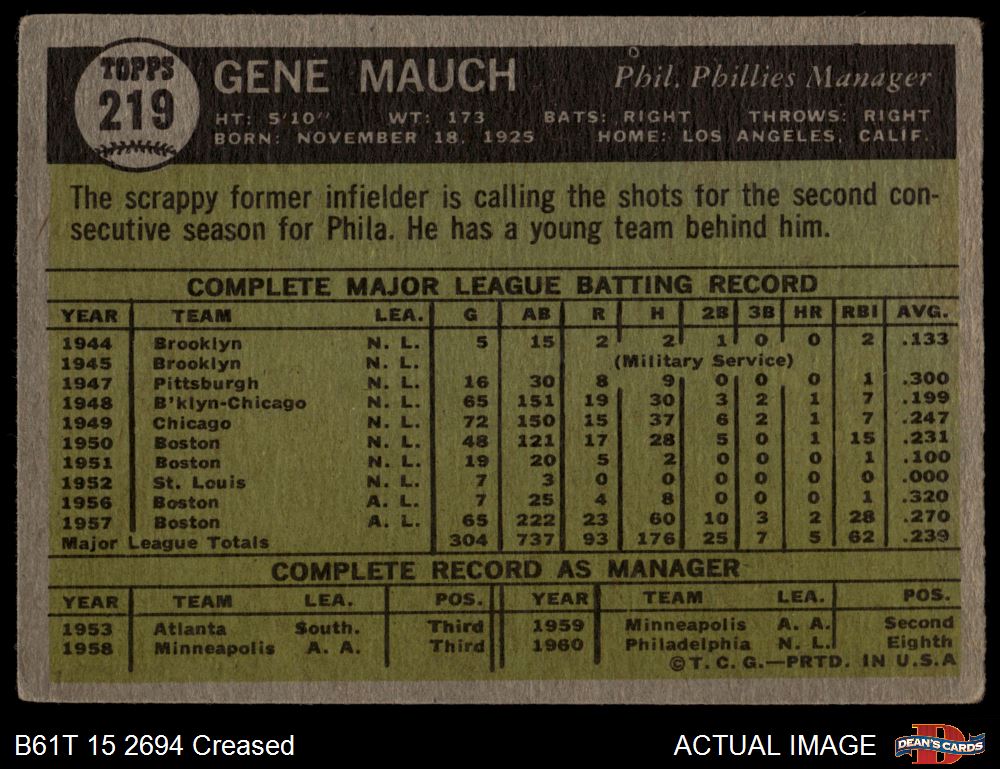 TOPPS
219
GENE MAUCH Phil. Phillies Manager
HT: 5'10" WT: 173 BATS: RIGHT THROWS: RIGHT
BORN: NOVEMBER 18, 1925 HOME: LOS ANGELES, CALIF.
The scrappy former infielder is calling the shots for the second con-
secutive season for Phila. He has a young team behind him.
COMPLETE MAJOR LEAGUE BATTING RECORD
YEAR TEAM LEA. G AB R H 2B 3B HR RBI AVG.
1944 Brooklyn N. L. 5 15 2 2 1 0 0 2 .133
1945 Brooklyn N. L. (Military Service)
1947 Pittsburgh N. L. 16 30 8 9 0 0 0 1 .300
1948 B'klyn-Chicago N. L. 65 151 19 30 3 2 1 7 .199
1949 Chicago N. L. 72 150 15 37 6 2 1 7 .247
1950 Boston N. L. 48 121 17 28 5 0 1 15 .231
1951 Boston N. L. 19 20 5 2 0 0 0 1 .100
1952 St. Louis N. L. 7 3 0 0 0 0 0 0 .000
1956 Boston A. L. 7 25 4 8 0 0 0 1 .320
1957 Boston A. L. 65 222 23 60 10 3 2 28 .270
Major League Totals 304 737 93 176 25 7 5 62 .239
COMPLETE RECORD AS MANAGER
YEAR TEAM LEA. POS. YEAR TEAM LEA. POS.
1953 Atlanta South. Third 1959 Minneapolis A. A. Second
1958 Minneapolis A. A. Third 1960 Philadelphia N. L. Eighth
©T. C. G.—PRTD. IN U.S.A
B61T 15 2694 Creased ACTUAL IMAGE DEAN'S CARDS